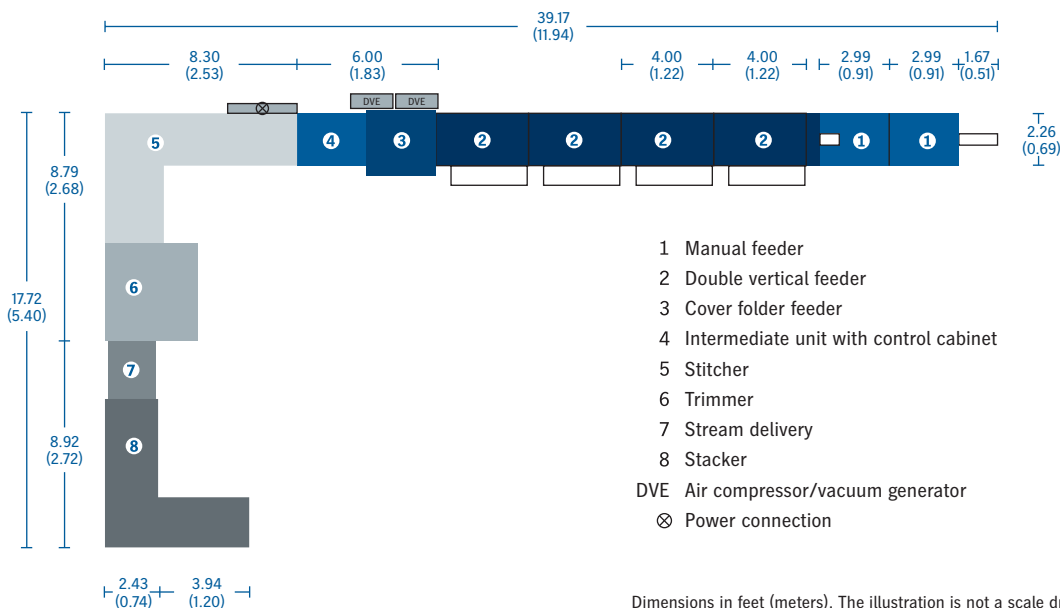 39.17
(11.94)
8.30
(2.53)
6.00
(1.83)
4.00
(1.22)
4.00
(1.22)
2.99
(0.91)
2.99
(0.91)
1.67
(0.51)
DVE DVE
5 4 3 2 2 2 2 1 1
2.26
(0.69)
8.79
(2.68)
17.72
(5.40)
6
7
8.92
(2.72)
8
1 Manual feeder
2 Double vertical feeder
3 Cover folder feeder
4 Intermediate unit with control cabinet
5 Stitcher
6 Trimmer
7 Stream delivery
8 Stacker
DVE Air compressor/vacuum generator
⊗ Power connection
2.43
(0.74)
3.94
(1.20)
Dimensions in feet (meters). The illustration is not a scale